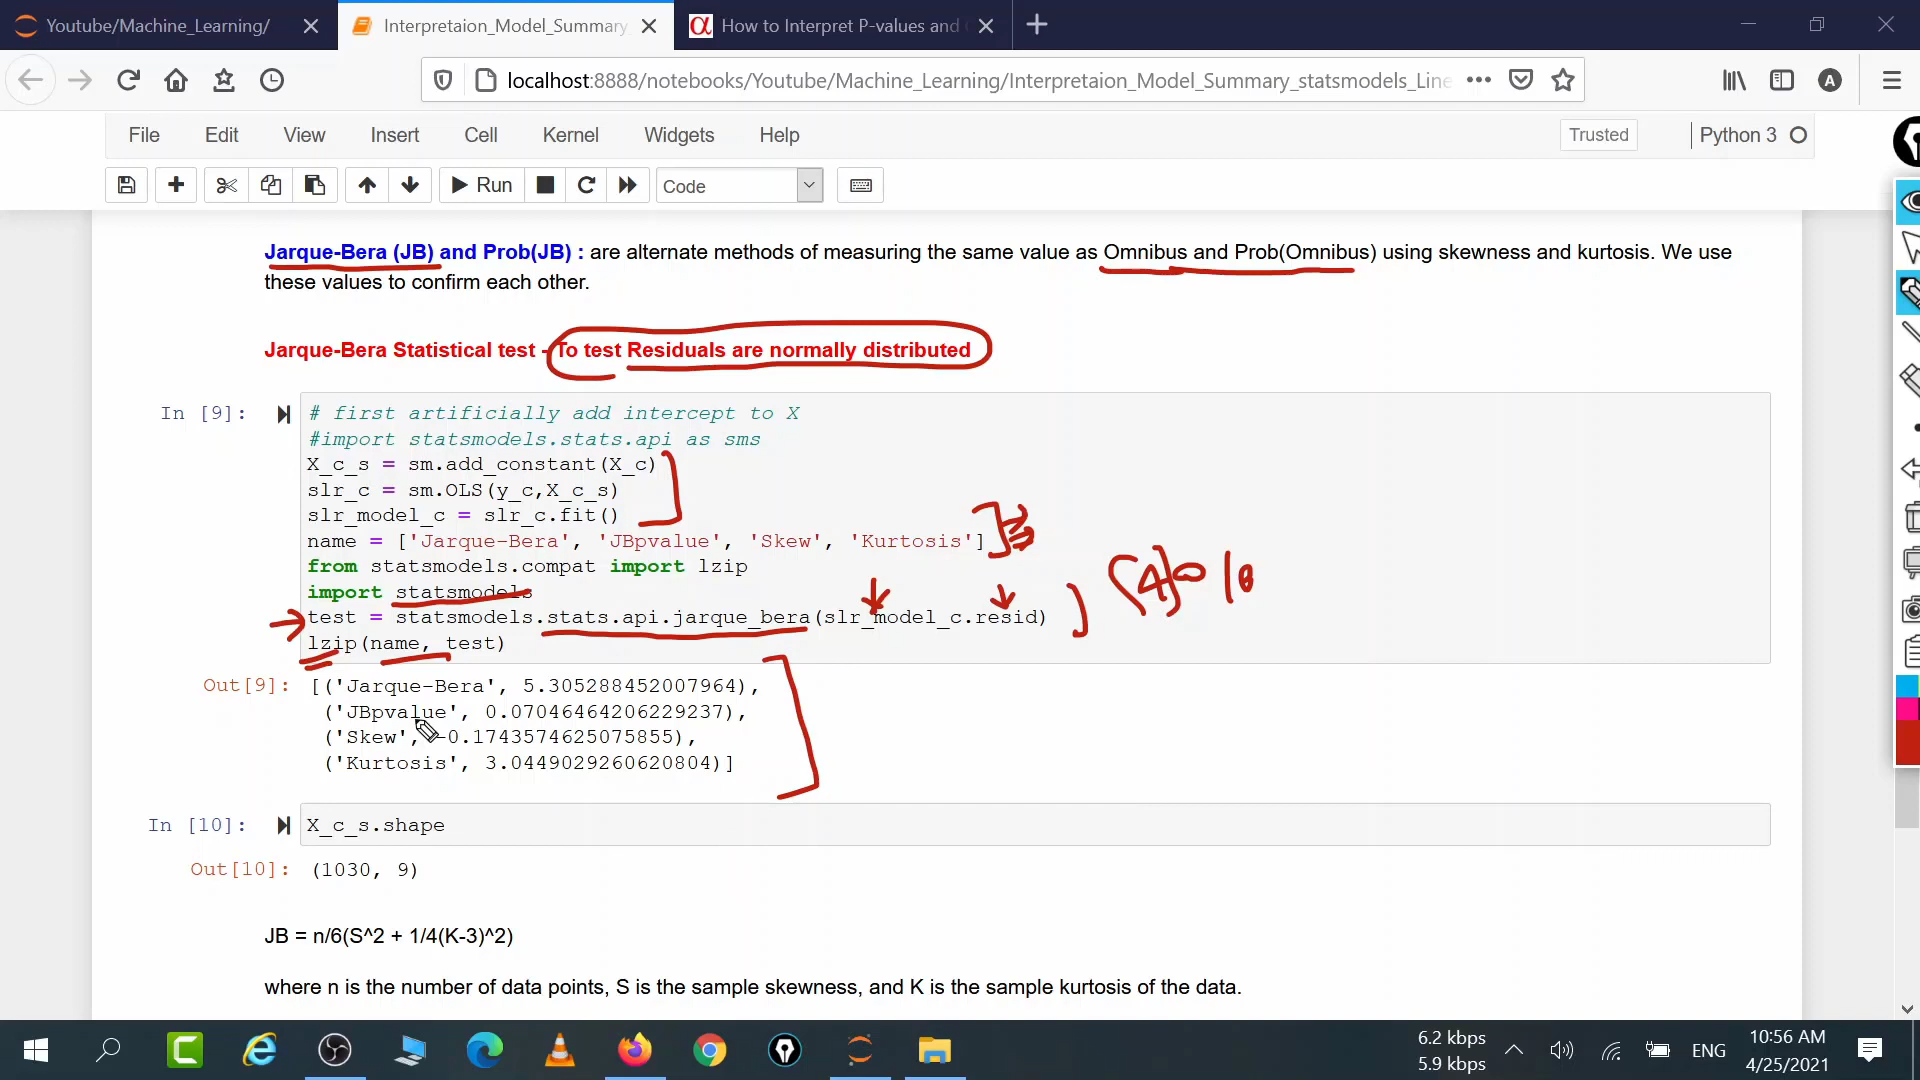 Youtube/Machine_Learning/
Interpretaion_Model_Summary_
How to Interpret P-values and
localhost:8888/notebooks/Youtube/Machine_Learning/Interpretaion_Model_Summary_statsmodels_Line
File Edit View Insert Cell Kernel Widgets Help
Trusted
Python 3
Run
Code
Jarque-Bera (JB) and Prob(JB) : are alternate methods of measuring the same value as Omnibus and Prob(Omnibus) using skewness and kurtosis. We use
these values to confirm each other.
Jarque-Bera Statistical test - To test Residuals are normally distributed
In [9]:
# first artificially add intercept to X
#import statsmodels.stats.api as sms
X_c_s = sm.add_constant(X_c)
slr_c = sm.OLS(y_c,X_c_s)
slr_model_c = slr_c.fit()
name = ['Jarque-Bera', 'JBpvalue', 'Skew', 'Kurtosis']
from statsmodels.compat import lzip
import statsmodels
test = statsmodels.stats.api.jarque_bera(slr_model_c.resid)
lzip(name, test)
Out[9]:
[('Jarque-Bera', 5.305288452007964),
('JBpvalue', 0.07046464206229237),
('Skew', -0.1743574625075855),
('Kurtosis', 3.0449029260620804)]
In [10]:
X_c_s.shape
Out[10]:
(1030, 9)
JB = n/6(S^2 + 1/4(K-3)^2)
where n is the number of data points, S is the sample skewness, and K is the sample kurtosis of the data.
6.2 kbps
5.9 kbps
ENG
10:56 AM
4/25/2021